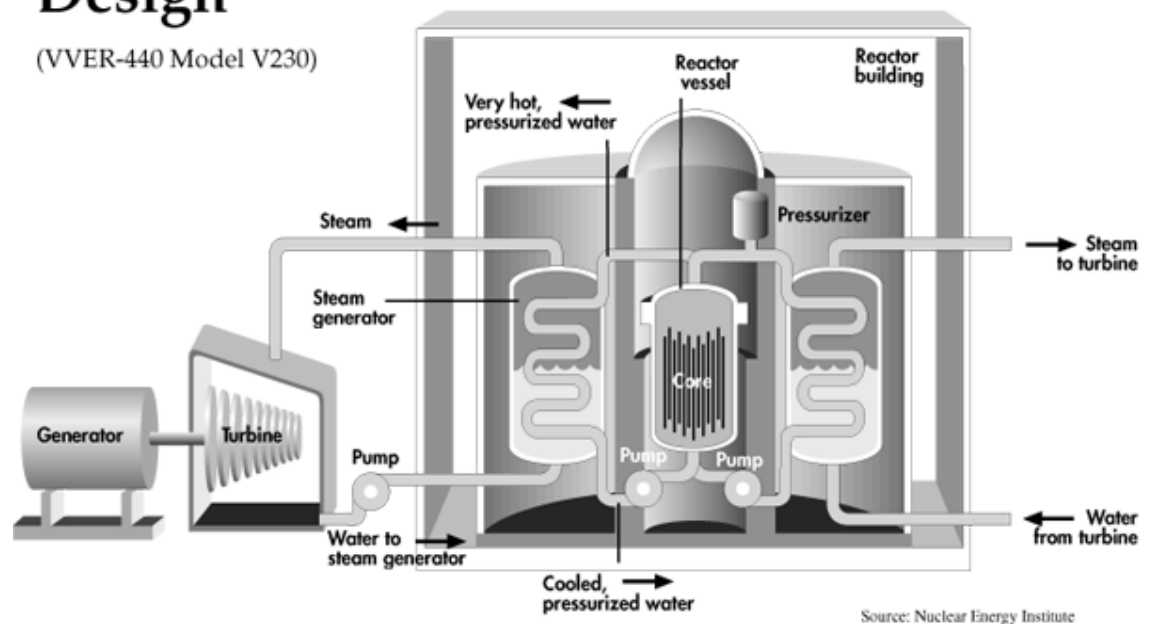 Design
(VVER-440 Model V230)
Reactor
vessel
Reactor
building
Very hot,
pressurized water
Pressurizer
Steam
Steam
to turbine
Steam
generator
Core
Generator
Turbine
Pump
Pump
Pump
Water to
steam generator
Water
from turbine
Cooled,
pressurized water
Source: Nuclear Energy Institute